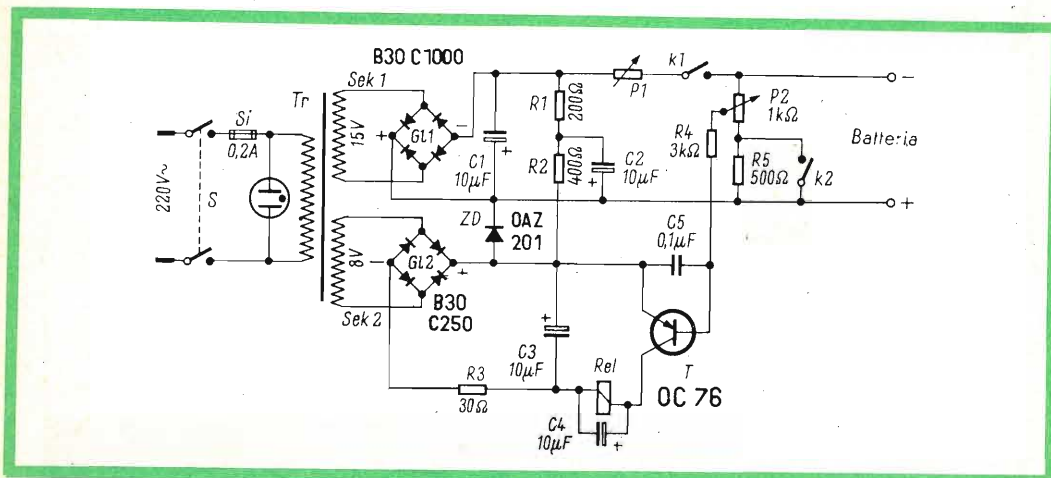 B30 C1000
Sek 1
Tr
Si
0,2A
220V~
S
15V
+
GL1
−
C1
10µF
+
R1
200Ω
R2
400Ω
C2
10µF
+
P1
k1
−
P2
1kΩ
R4
3kΩ
Batteria
R5
500Ω
k2
+
ZD
OAZ
201
C5
0,1µF
8V
−
GL2
+
B30
C250
Sek 2
+
C3
10µF
R3
30Ω
Rel
T
OC 76
C4
10µF
+